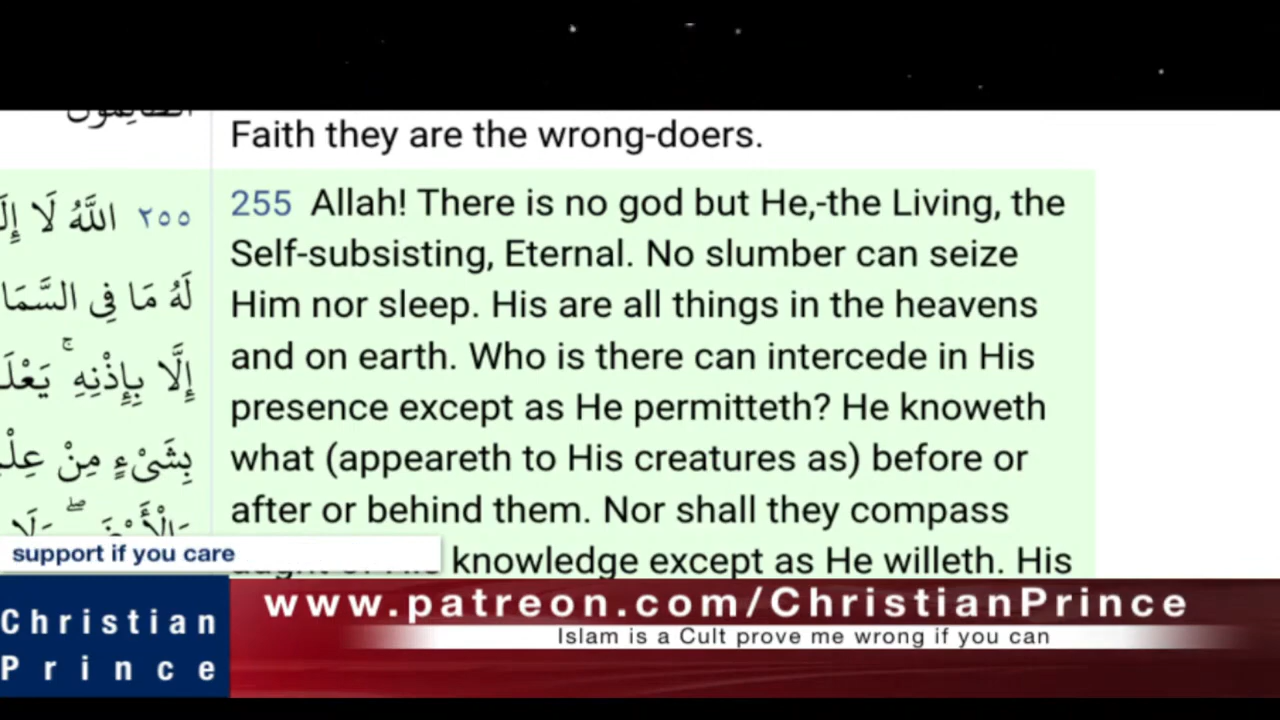 Faith they are the wrong-doers.
255 Allah! There is no god but He,-the Living, the
Self-subsisting, Eternal. No slumber can seize
Him nor sleep. His are all things in the heavens
and on earth. Who is there can intercede in His
presence except as He permitteth? He knoweth
what (appeareth to His creatures as) before or
after or behind them. Nor shall they compass
knowledge except as He willeth. His
٢٥٥ اللَّهُ لَا
لَهُ مَا فِي
إِلَّا بِإِذْنِهِ ۚ
بِشَيْءٍ مِنْ
support if you care
Christian
Prince
www.patreon.com/ChristianPrince
Islam is a Cult prove me wrong if you can